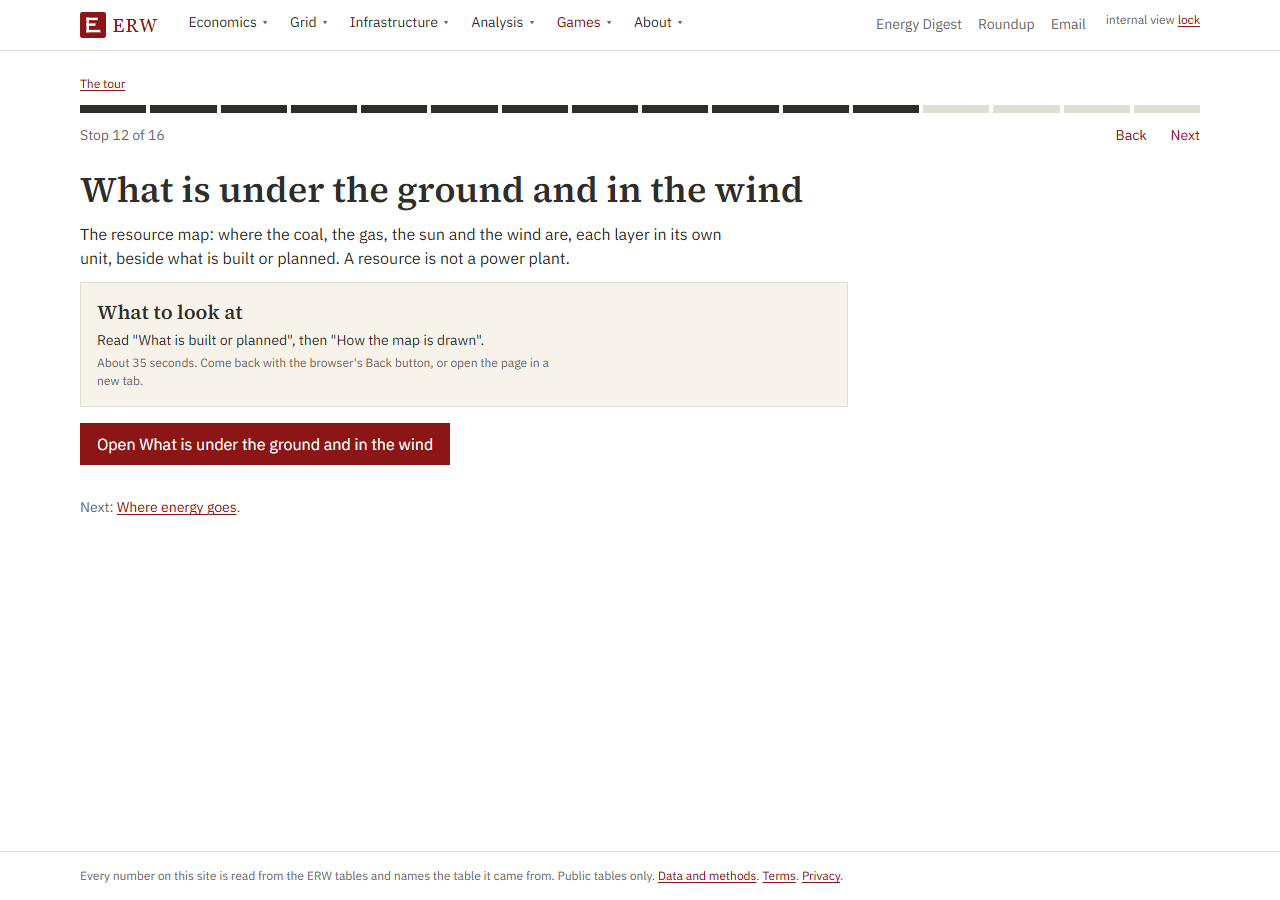 E ERW Economics Grid Infrastructure Analysis Games About Energy Digest Roundup Email internal view lock
The tour
Stop 12 of 16 Back Next
What is under the ground and in the wind
The resource map: where the coal, the gas, the sun and the wind are, each layer in its own
unit, beside what is built or planned. A resource is not a power plant.
What to look at
Read "What is built or planned", then "How the map is drawn".
About 35 seconds. Come back with the browser's Back button, or open the page in a
new tab.
Open What is under the ground and in the wind
Next: Where energy goes.
Every number on this site is read from the ERW tables and names the table it came from. Public tables only. Data and methods. Terms. Privacy.